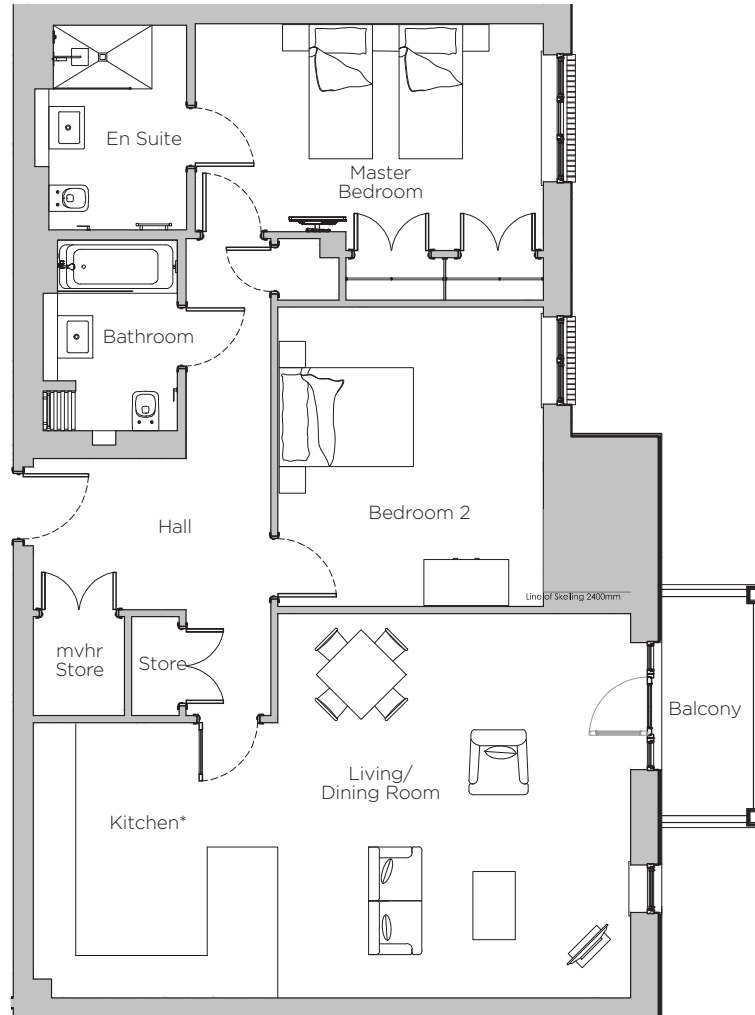 En Suite
Master
Bedroom
Bathroom
Bedroom 2
Hall
Line of Skeiling 2400mm
mvhr
Store
Store
Balcony
Living/
Dining Room
Kitchen*